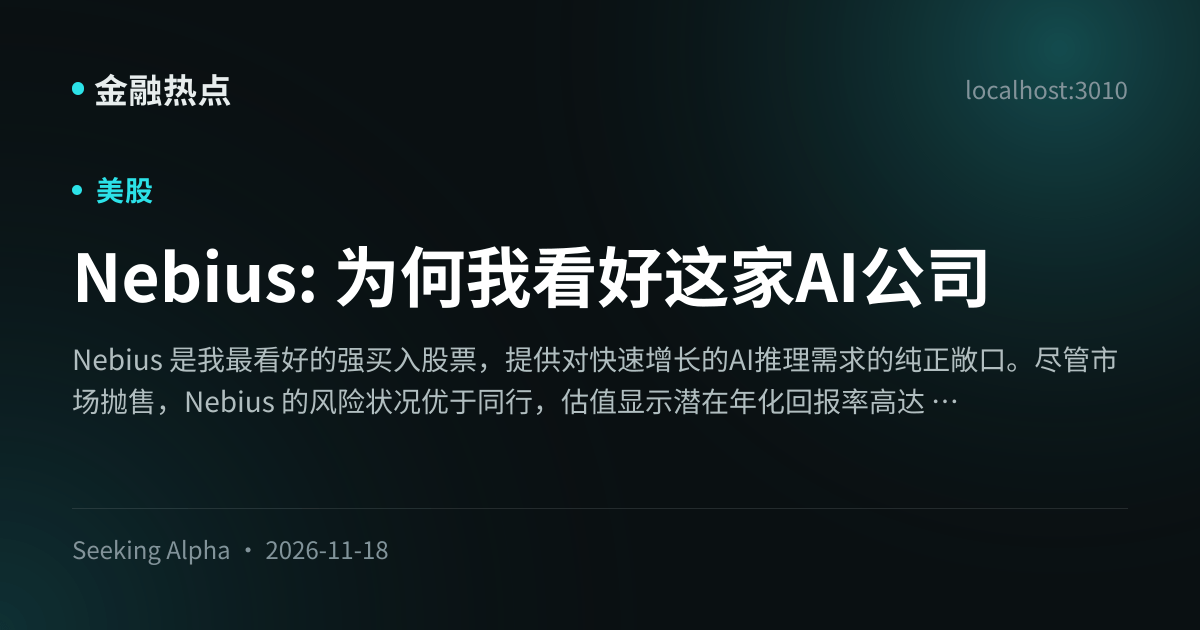 金融热点
localhost:3010
美股
Nebius: 为何我看好这家AI公司
Nebius 是我最看好的强买入股票，提供对快速增长的AI推理需求的纯正敞口。尽管市
场抛售，Nebius 的风险状况优于同行，估值显示潜在年化回报率高达 …
Seeking Alpha · 2026-11-18